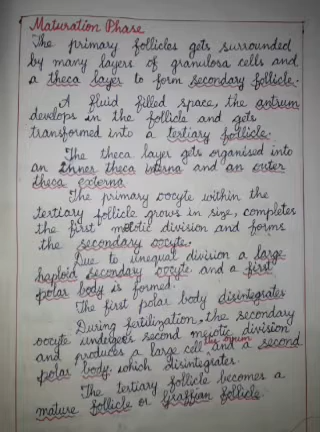 Maturation Phase
The primary follicles gets surrounded
by many layers of granulosa cells and
a theca layer to form secondary follicle.
A fluid filled space, the antrum
develops in the follicle and gets
transformed into a tertiary follicle.
The theca layer gets organised into
an inner theca interna and an outer
theca externa
The primary oocyte within the
tertiary follicle grows in size, completes
the first meiotic division and forms
the secondary oocyte.
Due to unequal division a large
haploid secondary oocyte and a first
polar body is formed.
The first polar body disintegrates
During fertilization, the secondary
oocyte undergoes second meiotic division
and produces a large cell, the ovum and a second
polar body which disintegrates.
The tertiary follicle becomes a
mature follicle or graffian follicle.